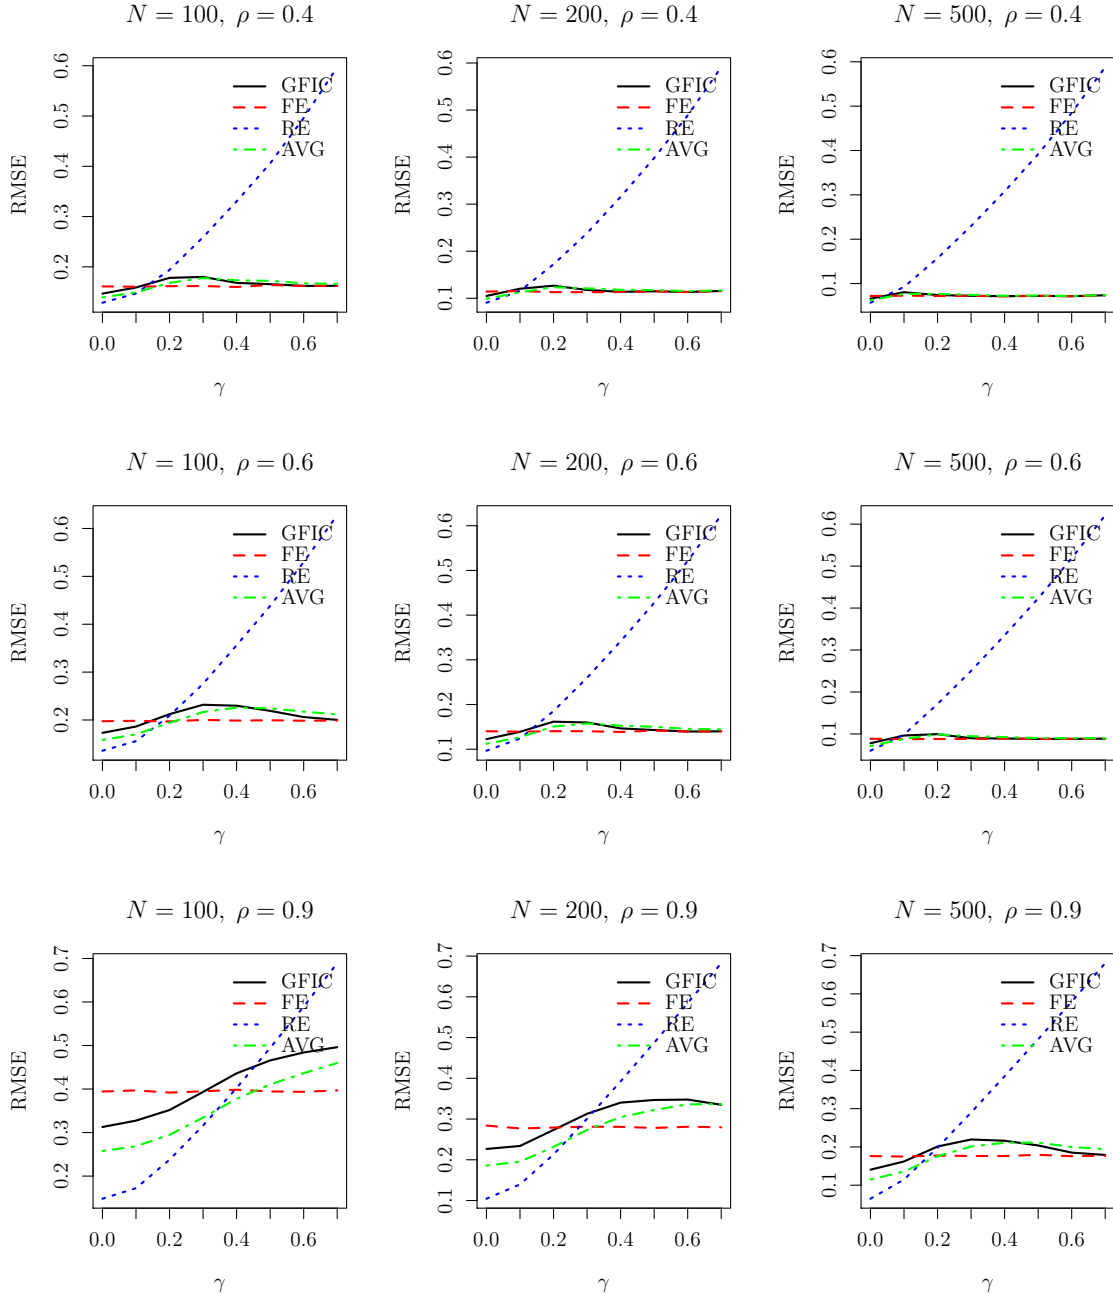 N = 100, ρ = 0.4
RMSE
0.2 0.3 0.4 0.5 0.6
GFIC
FE
RE
AVG
0.0 0.2 0.4 0.6
γ
N = 200, ρ = 0.4
RMSE
0.1 0.2 0.3 0.4 0.5 0.6
GFIC
FE
RE
AVG
0.0 0.2 0.4 0.6
γ
N = 500, ρ = 0.4
RMSE
0.1 0.2 0.3 0.4 0.5 0.6
GFIC
FE
RE
AVG
0.0 0.2 0.4 0.6
γ
N = 100, ρ = 0.6
RMSE
0.2 0.3 0.4 0.5 0.6
GFIC
FE
RE
AVG
0.0 0.2 0.4 0.6
γ
N = 200, ρ = 0.6
RMSE
0.1 0.2 0.3 0.4 0.5 0.6
GFIC
FE
RE
AVG
0.0 0.2 0.4 0.6
γ
N = 500, ρ = 0.6
RMSE
0.1 0.2 0.3 0.4 0.5 0.6
GFIC
FE
RE
AVG
0.0 0.2 0.4 0.6
γ
N = 100, ρ = 0.9
RMSE
0.2 0.3 0.4 0.5 0.6 0.7
GFIC
FE
RE
AVG
0.0 0.2 0.4 0.6
γ
N = 200, ρ = 0.9
RMSE
0.1 0.2 0.3 0.4 0.5 0.6 0.7
GFIC
FE
RE
AVG
0.0 0.2 0.4 0.6
γ
N = 500, ρ = 0.9
RMSE
0.1 0.2 0.3 0.4 0.5 0.6 0.7
GFIC
FE
RE
AVG
0.0 0.2 0.4 0.6
γ